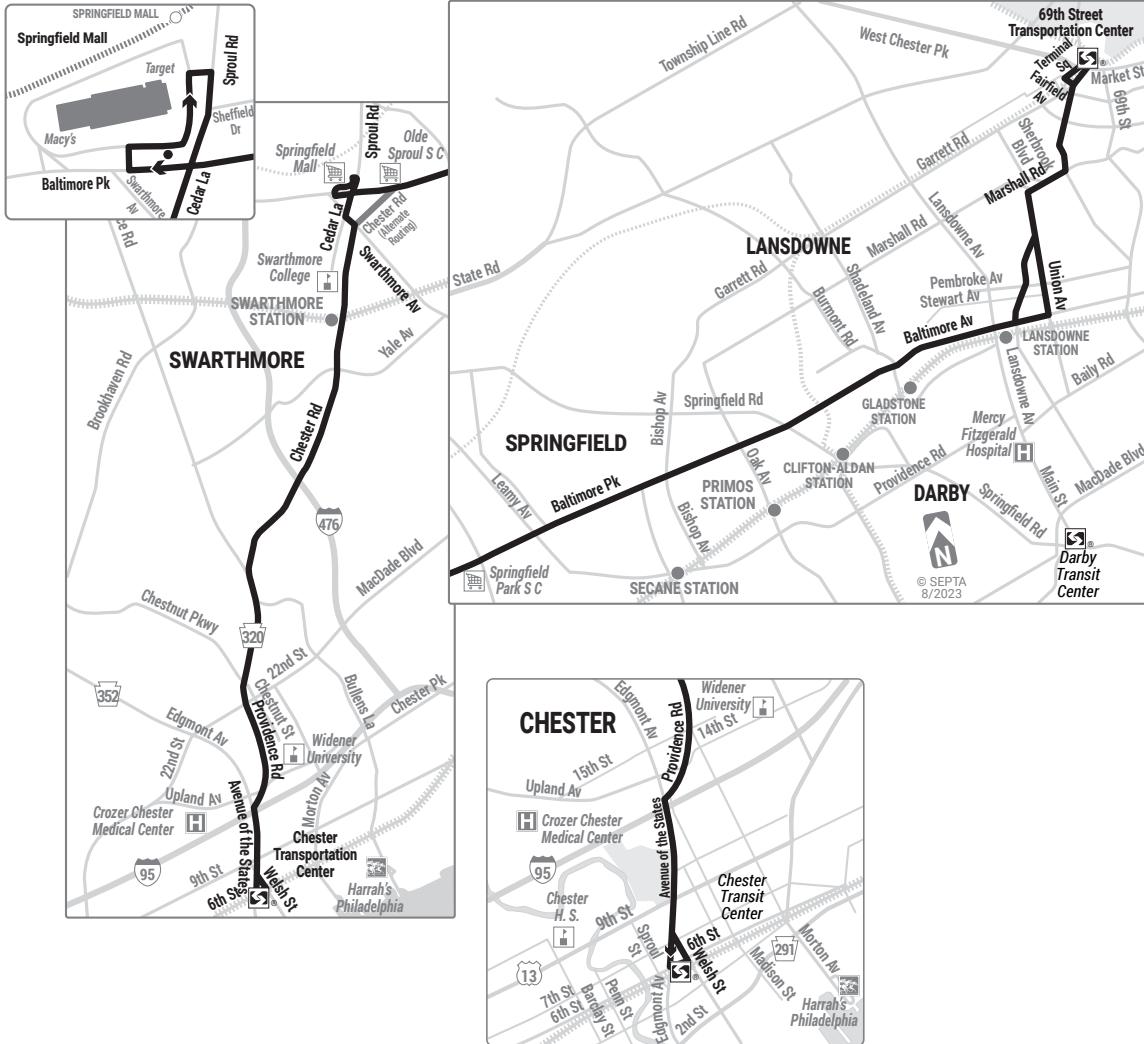 SPRINGFIELD MALL
Springfield Mall
Target
Macy's
Sproul Rd
Sheffield
Dr
Baltimore Pk
Swarthmore
Av
Cedar La
Sproul Rd
Olde
Sproul S C
Springfield
Mall
Cedar La
Chester Rd
(Alternate
Routing)
Swarthmore Av
Swarthmore
College
SWARTHMORE
STATION
SWARTHMORE
State Rd
Yale Av
Brookhaven Rd
Chester Rd
476
MacDade Blvd
Chestnut Pkwy
320
22nd St
352
Chestnut St
Bullens La
Chester Pk
Edgmont Av
22nd St
Providence Rd
Widener
University
Upland Av
Morton Av
Crozer Chester
Medical Center
Avenue of the States
Chester
Transportation
Center
95
9th St
6th St
Welsh St
®
Harrah's
Philadelphia
69th Street
Transportation Center
Terminal
Sq
®
Fairfield
Av
Market St
69th St
Township Line Rd
West Chester Pk
Garrett Rd
Sherbrook
Blvd
Marshall Rd
Lansdowne Av
LANSDOWNE
Marshall Rd
Garrett Rd
Shadeland Av
Burmont Rd
Pembroke Av
Stewart Av
Union Av
Baltimore Av
LANSDOWNE
STATION
Lansdowne Av
Baily Rd
GLADSTONE
STATION
Bishop Av
Springfield Rd
Mercy
Fitzgerald
Hospital
SPRINGFIELD
Oak Av
CLIFTON-ALDAN
STATION
Providence Rd
Main St
MacDade Blvd
Leamy Av
Baltimore Pk
PRIMOS
STATION
DARBY
Springfield Rd
Bishop Av
N
®
Darby
Transit
Center
Springfield
Park S C
SECANE STATION
© SEPTA
8/2023
CHESTER
Edgmont Av
Providence Rd
Widener
University
14th St
15th St
Upland Av
Crozer Chester
Medical Center
95
Avenue of the States
Chester
H. S.
Chester
Transit
Center
9th St
Sproul
St
6th St
Welsh St
®
291
Morton Av
Madison St
13
7th St
6th St
Barclay St
Penn St
Edgmont Av
2nd St
Harrah's
Philadelphia